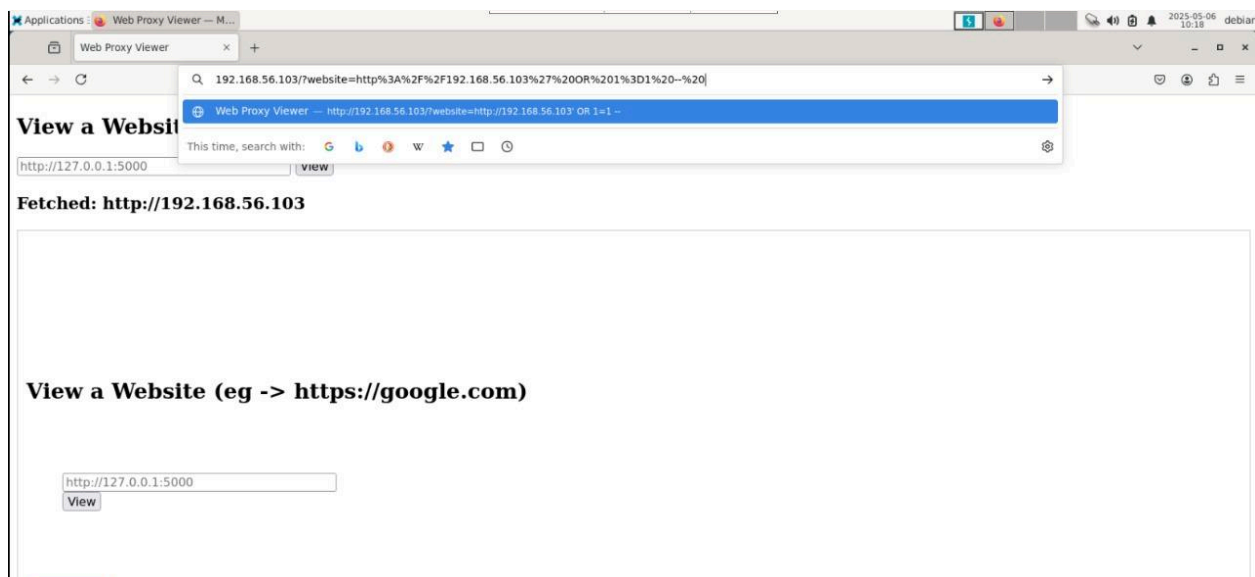 Applications : Web Proxy Viewer — M... 2025-05-06 10:18 debian
Web Proxy Viewer × +
192.168.56.103/?website=http%3A%2F%2F192.168.56.103%27%20OR%201%3D1%20--%20
Web Proxy Viewer — http://192.168.56.103/?website=http://192.168.56.103' OR 1=1 --
View a Websit
This time, search with: G b W
http://127.0.0.1:5000 View
Fetched: http://192.168.56.103
View a Website (eg -> https://google.com)
http://127.0.0.1:5000
View